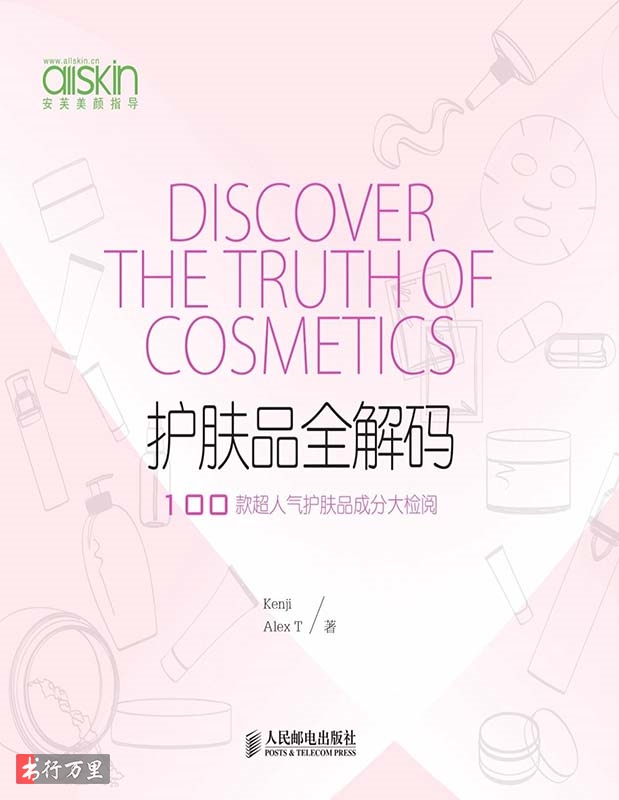 www.allskin.cn
allskin
安芙美颜指导
DISCOVER
THE TRUTH OF
COSMETICS
护肤品全解码
100款超人气护肤品成分大检阅
Kenji
Alex T / 著
人民邮电出版社
POSTS & TELECOM PRESS
书行万里